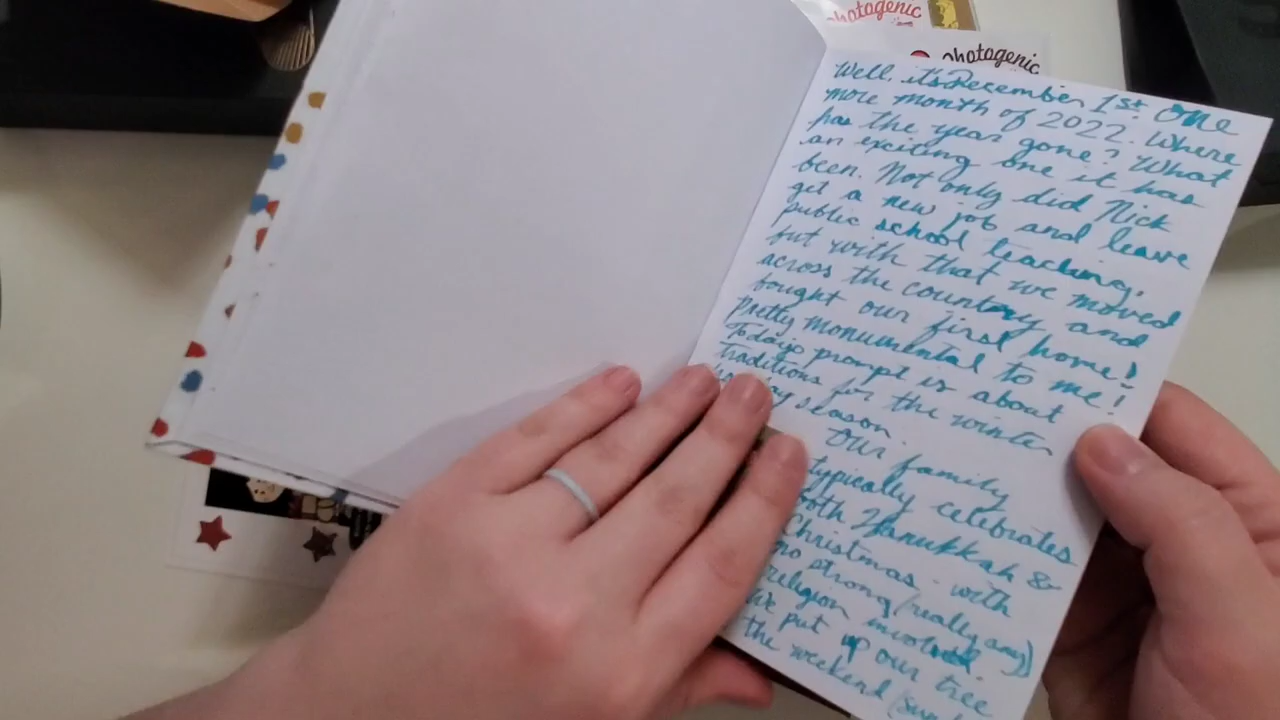 photagenic
photagenic
Well, it's December 1st. One
more month of 2022. Where
has the year gone? What
an exciting one it has
been. Not only did Nick
get a new job and leave
public school teaching,
but with that we moved
across the country and
bought our first home!
Pretty monumental to me!
Today's prompt is about
traditions for the winter
season.
Our family
typically celebrates
both Hanukkah &
Christmas. with
no strong (really any)
religion involved.
We put up our tree
the weekend